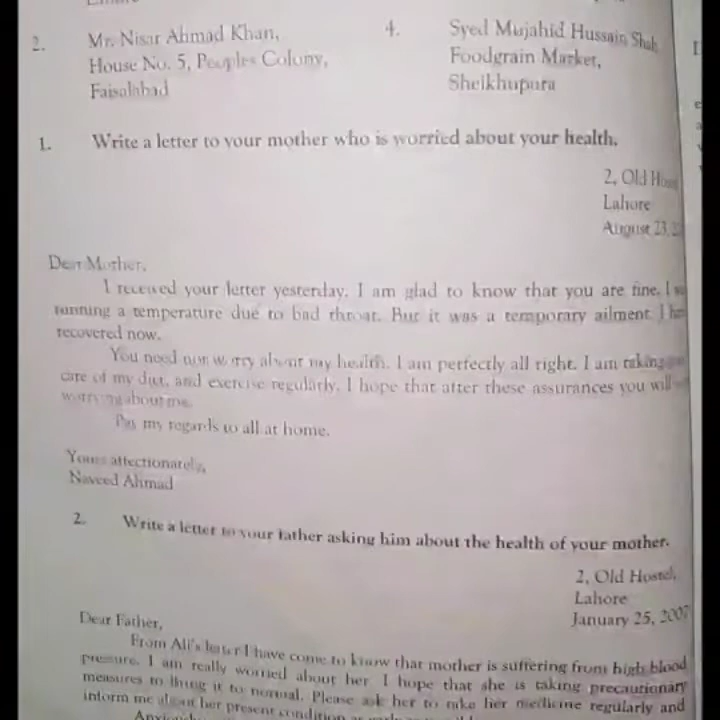 2.
Mr. Nisar Ahmad Khan,
House No. 5, Peoples Colony,
Faisalabad
4.
Syed Mujahid Hussain Shah
Foodgrain Market,
Sheikhupura
1. Write a letter to your mother who is worried about your health.
2, Old
Lahore
August 23,
Dear Mother,
I received your letter yesterday. I am glad to know that you are fine. I
running a temperature due to bad throat. But it was a temporary ailment. I
recovered now.
You need not worry about my health. I am perfectly all right. I am taking
care of my diet, and exercise regularly. I hope that after these assurances you will
worrying about me.
Pay my regards to all at home.
Yours affectionately,
Naveed Ahmad
2. Write a letter to your father asking him about the health of your mother.
2, Old Hostel,
Lahore
January 25, 2007
Dear Father,
From Ali's letter I have come to know that mother is suffering from high blood
pressure. I am really worried about her. I hope that she is taking precautionary
measures to bring it to normal. Please ask her to take her medicine regularly and
inform me about her present condition